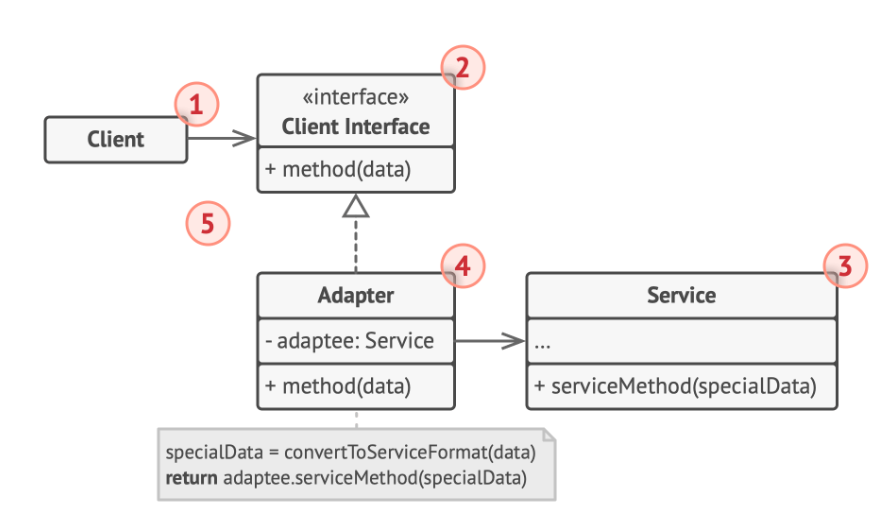 1
2
«interface»
Client Interface
Client
+ method(data)
5
4
3
Adapter
Service
- adaptee: Service
...
+ method(data)
+ serviceMethod(specialData)
specialData = convertToServiceFormat(data)
return adaptee.serviceMethod(specialData)